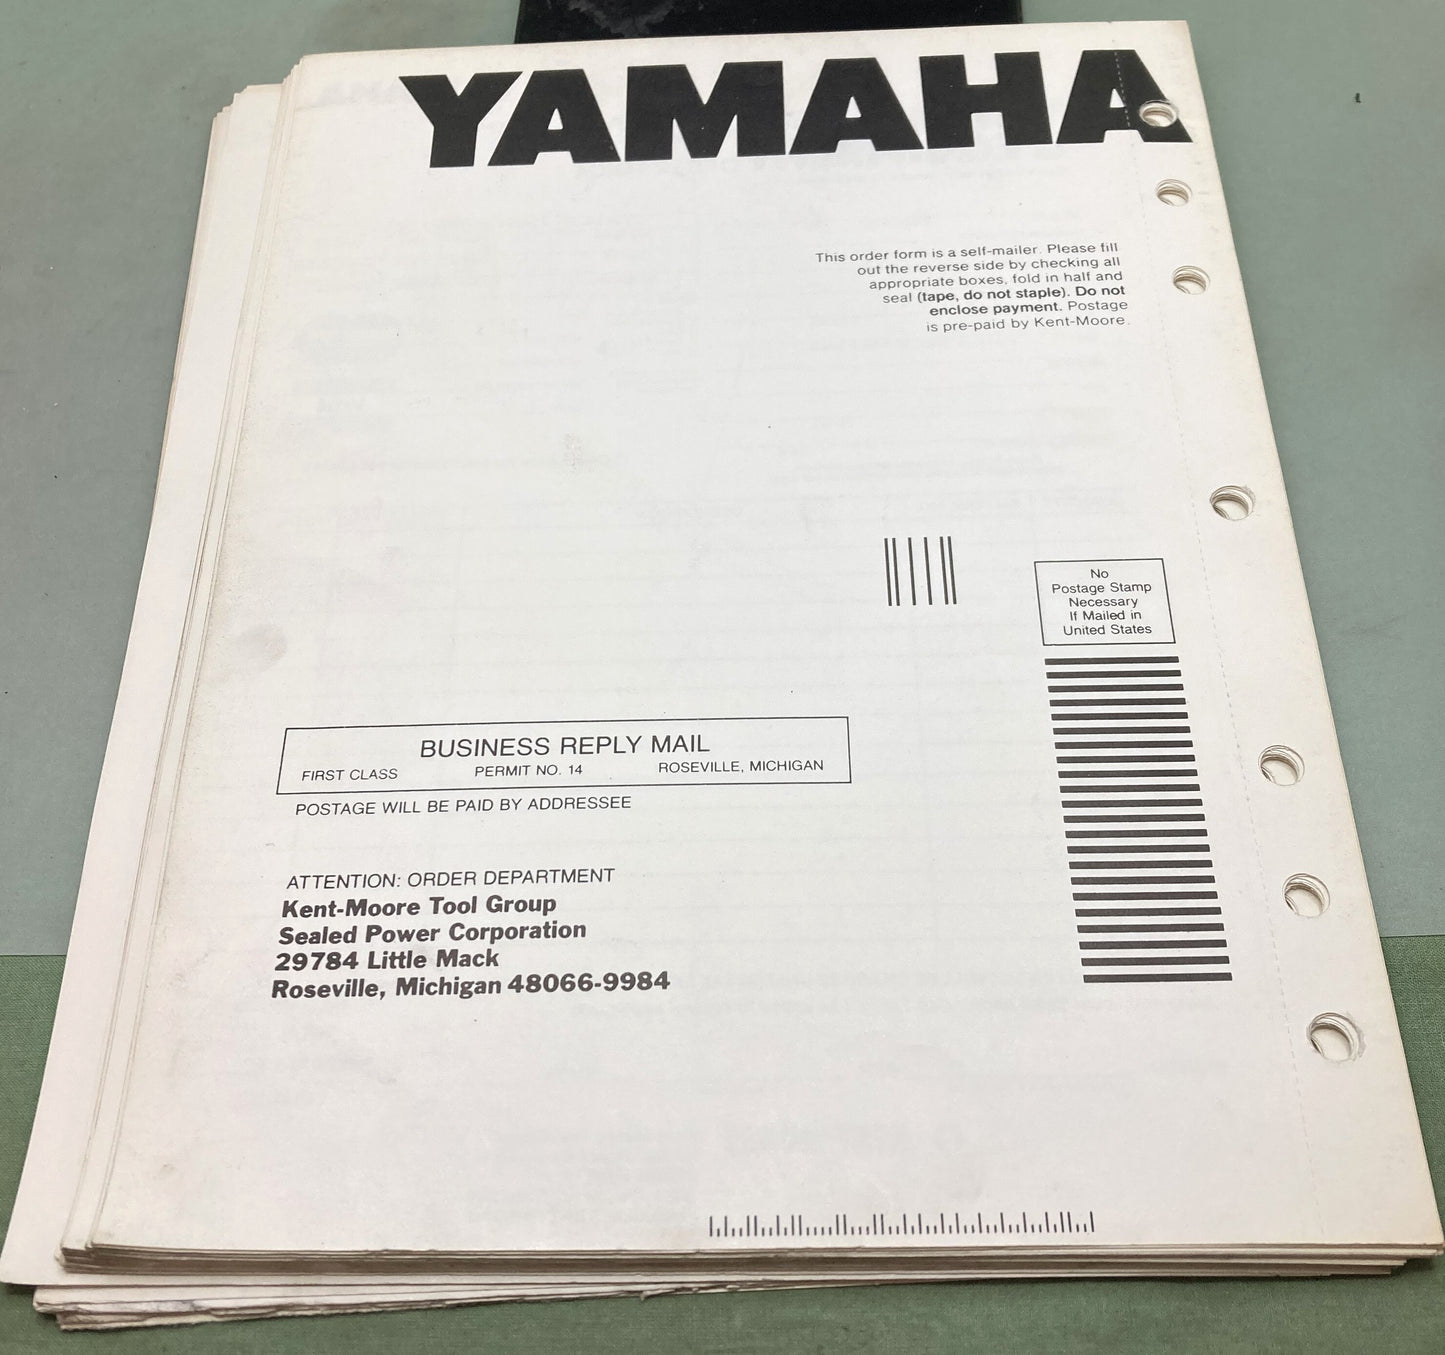 YAMAHA
This order form is a self-mailer. Please fill
out the reverse side by checking all
appropriate boxes, fold in half and
seal (tape, do not staple). Do not
enclose payment. Postage
is pre-paid by Kent-Moore.
No
Postage Stamp
Necessary
If Mailed in
United States
BUSINESS REPLY MAIL
FIRST CLASS PERMIT NO. 14 ROSEVILLE, MICHIGAN
POSTAGE WILL BE PAID BY ADDRESSEE
ATTENTION: ORDER DEPARTMENT
Kent-Moore Tool Group
Sealed Power Corporation
29784 Little Mack
Roseville, Michigan 48066-9984